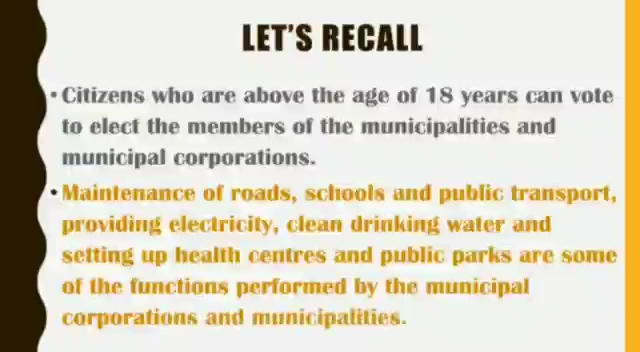 LET'S RECALL
• Citizens who are above the age of 18 years can vote
to elect the members of the municipalities and
municipal corporations.
• Maintenance of roads, schools and public transport,
providing electricity, clean drinking water and
setting up health centres and public parks are some
of the functions performed by the municipal
corporations and municipalities.